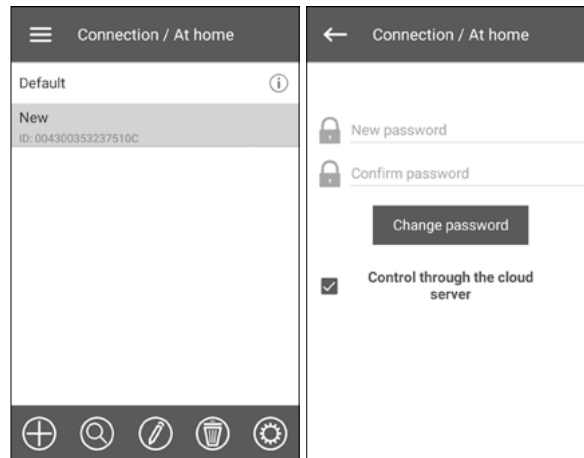 Connection / At home
Default
New
ID: 004300353237510C
Connection / At home
New password
Confirm password
Change password
Control through the cloud
server